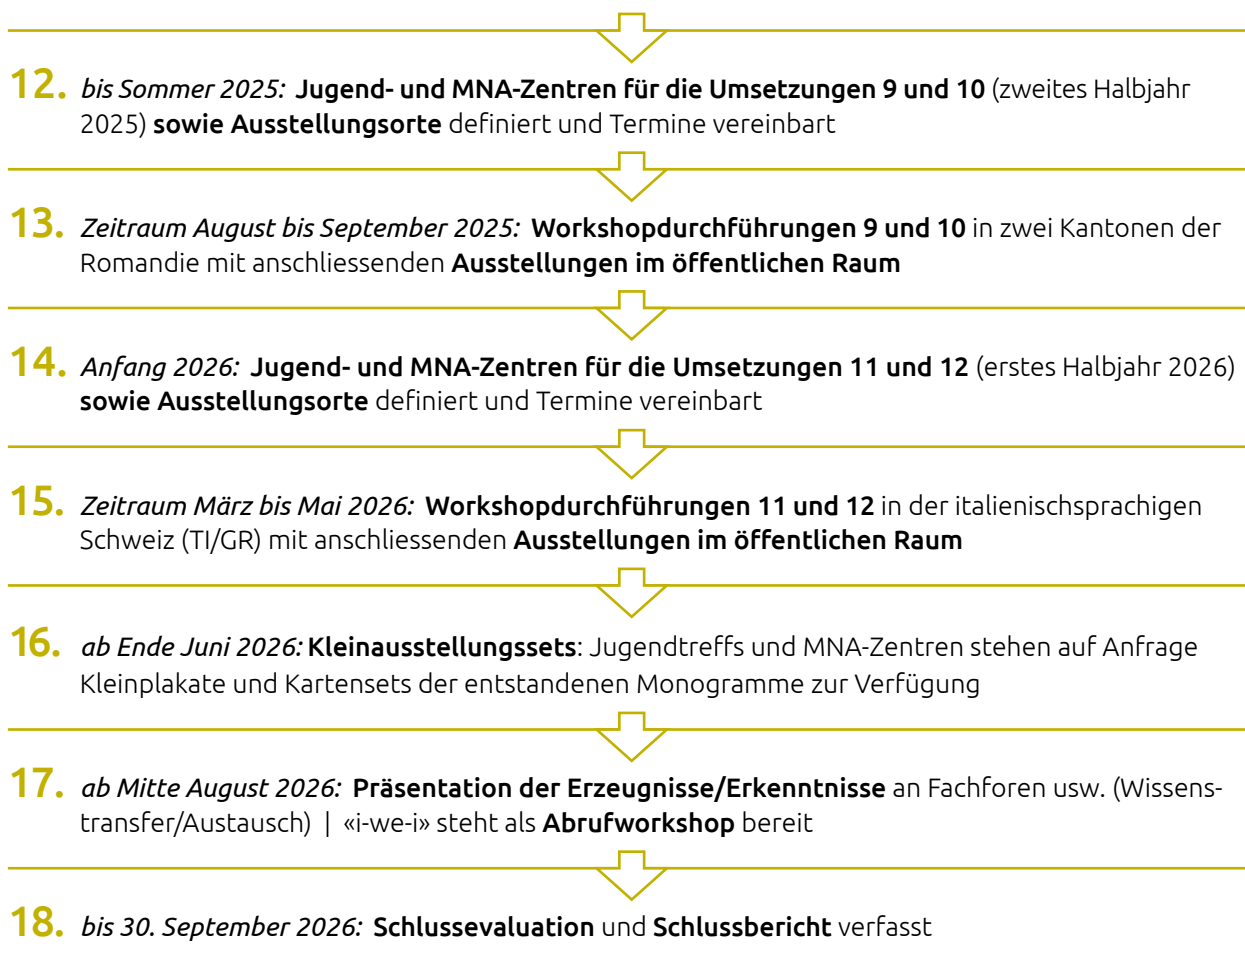 12. bis Sommer 2025: Jugend- und MNA-Zentren für die Umsetzungen 9 und 10 (zweites Halbjahr
2025) sowie Ausstellungsorte definiert und Termine vereinbart
13. Zeitraum August bis September 2025: Workshopdurchführungen 9 und 10 in zwei Kantonen der
Romandie mit anschliessenden Ausstellungen im öffentlichen Raum
14. Anfang 2026: Jugend- und MNA-Zentren für die Umsetzungen 11 und 12 (erstes Halbjahr 2026)
sowie Ausstellungsorte definiert und Termine vereinbart
15. Zeitraum März bis Mai 2026: Workshopdurchführungen 11 und 12 in der italienischsprachigen
Schweiz (TI/GR) mit anschliessenden Ausstellungen im öffentlichen Raum
16. ab Ende Juni 2026: Kleinausstellungssets: Jugendtreffs und MNA-Zentren stehen auf Anfrage
Kleinplakate und Kartensets der entstandenen Monogramme zur Verfügung
17. ab Mitte August 2026: Präsentation der Erzeugnisse/Erkenntnisse an Fachforen usw. (Wissens-
transfer/Austausch) | «i-we-i» steht als Abrufworkshop bereit
18. bis 30. September 2026: Schlussevaluation und Schlussbericht verfasst